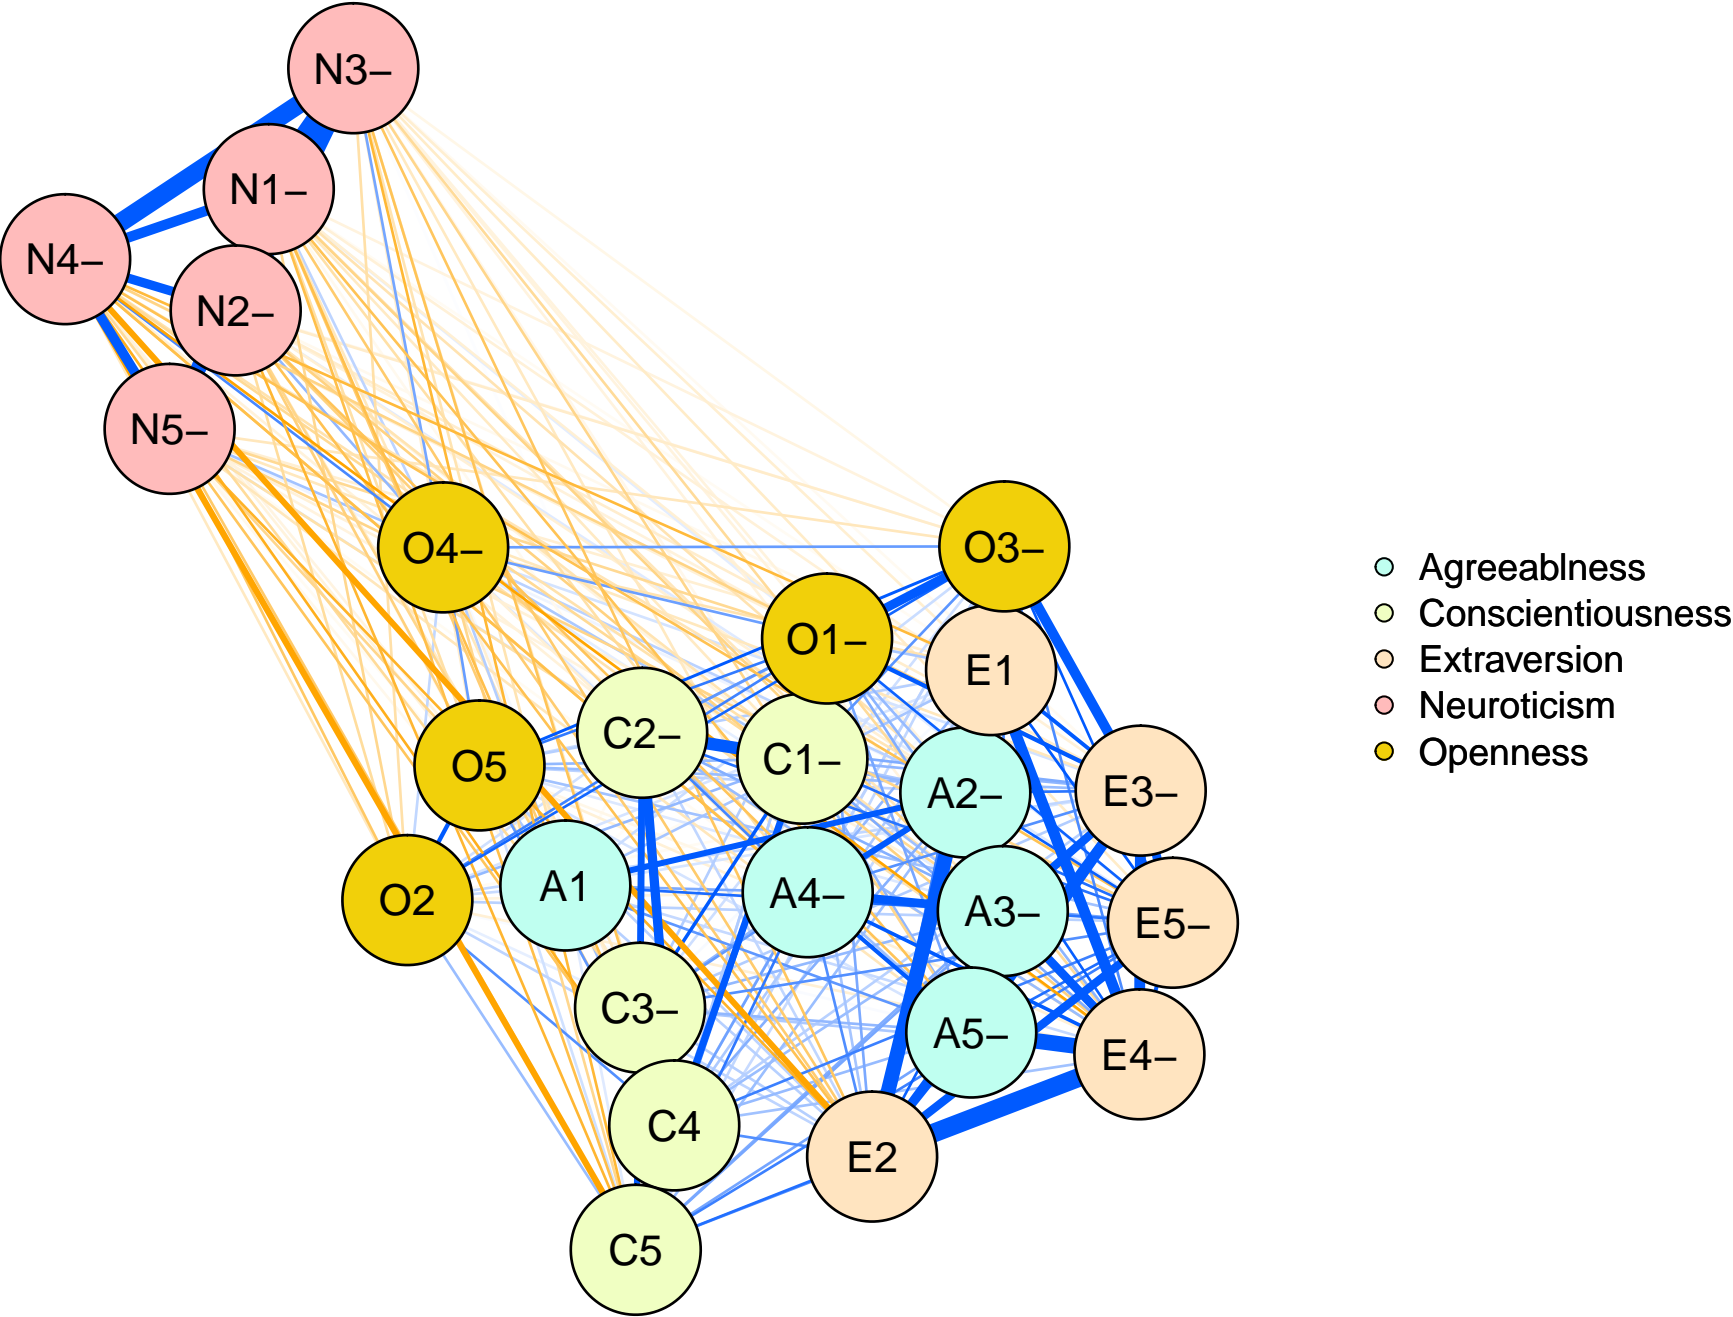 N3–
N1–
N4–
N2–
N5–
O4–
O3–
O1–
E1
C2–
C1–
O5
A2–
E3–
A1
O2
A4–
A3–
E5–
C3–
A5–
E4–
C4
E2
C5
Agreeablness
Conscientiousness
Extraversion
Neuroticism
Openness